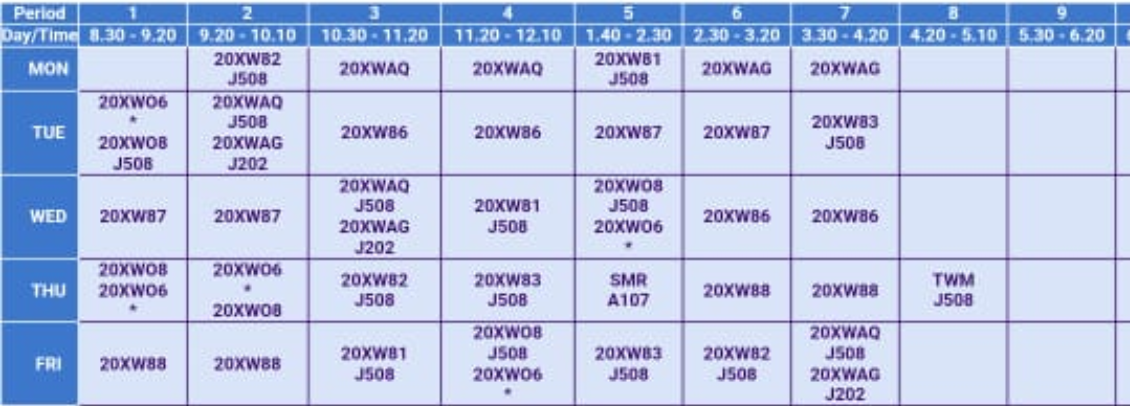 Period 1 2 3 4 5 6 7 8 9
Day/Time 8.30 - 9.20 9.20 - 10.10 10.30 - 11.20 11.20 - 12.10 1.40 - 2.30 2.30 - 3.20 3.30 - 4.20 4.20 - 5.10 5.30 - 6.20
MON
20XW82
J508
20XWAQ
20XWAQ
20XW81
J508
20XWAG
20XWAG
TUE
20XWO6
*
20XWO8
J508
20XWAQ
J508
20XWAG
J202
20XW86
20XW86
20XW87
20XW87
20XW83
J508
WED
20XW87
20XW87
20XWAQ
J508
20XWAG
J202
20XW81
J508
20XWO8
J508
20XWO6
*
20XW86
20XW86
THU
20XWO8
20XWO6
*
20XWO6
*
20XWO8
20XW82
J508
20XW83
J508
SMR
A107
20XW88
20XW88
TWM
J508
FRI
20XW88
20XW88
20XW81
J508
20XWO8
J508
20XWO6
*
20XW83
J508
20XW82
J508
20XWAQ
J508
20XWAG
J202